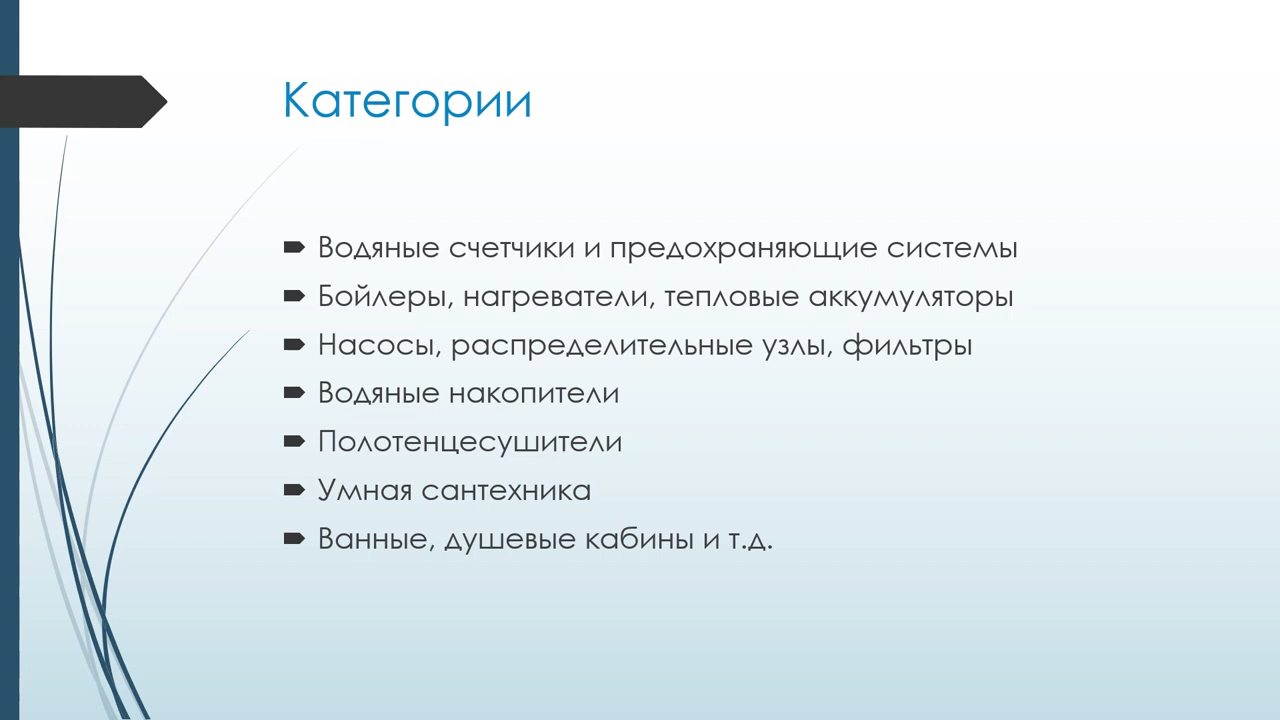 Категории
Водяные счетчики и предохраняющие системы
Бойлеры, нагреватели, тепловые аккумуляторы
Насосы, распределительные узлы, фильтры
Водяные накопители
Полотенцесушители
Умная сантехника
Ванные, душевые кабины и т.д.